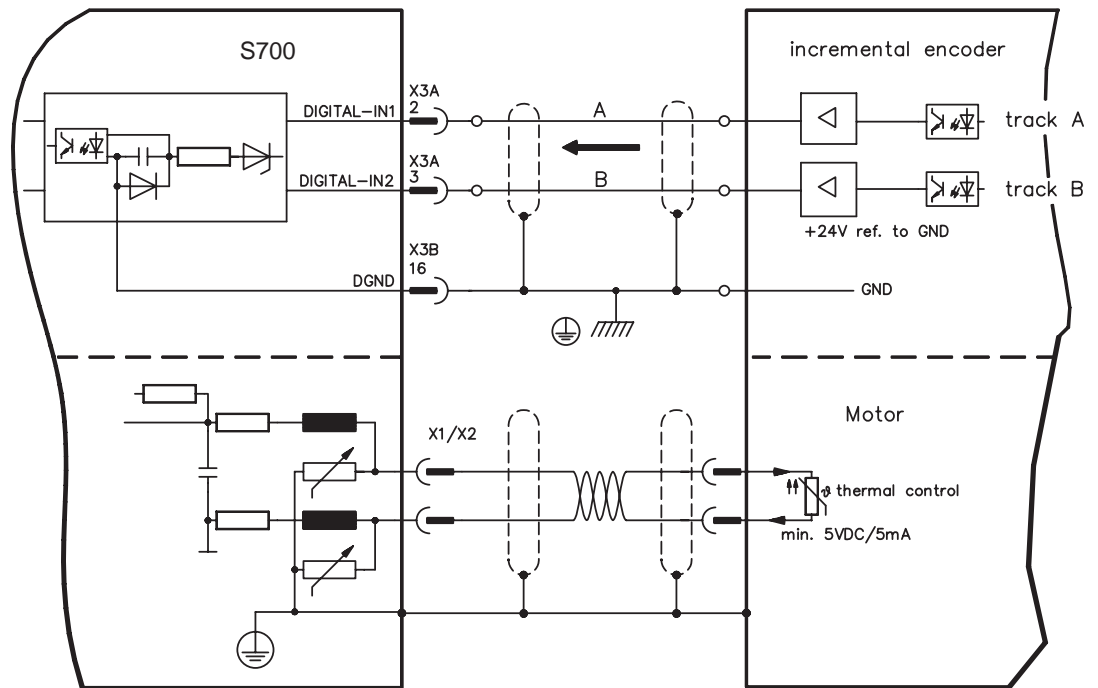 S700
incremental encoder
X3A
2
DIGITAL-IN1
A
track A
X3A
3
DIGITAL-IN2
B
track B
+24V ref. to GND
X3B
16
DGND
GND
Motor
X1/X2
ϑ thermal control
min. 5VDC/5mA